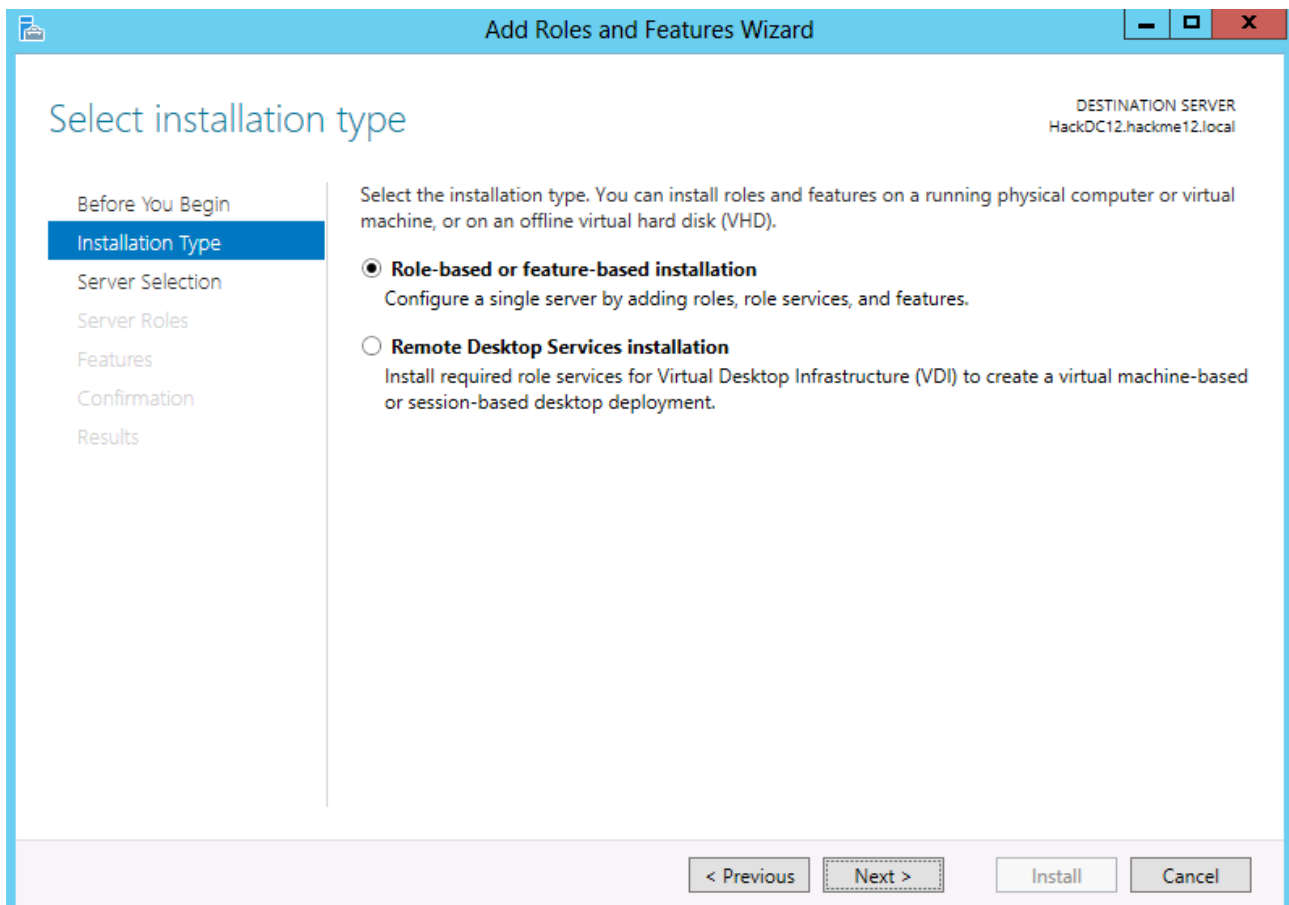 Add Roles and Features Wizard
Select installation type
DESTINATION SERVER
HackDC12.hackme12.local
Before You Begin
Installation Type
Server Selection
Server Roles
Features
Confirmation
Results
Select the installation type. You can install roles and features on a running physical computer or virtual
machine, or on an offline virtual hard disk (VHD).
Role-based or feature-based installation
Configure a single server by adding roles, role services, and features.
Remote Desktop Services installation
Install required role services for Virtual Desktop Infrastructure (VDI) to create a virtual machine-based
or session-based desktop deployment.
< Previous
Next >
Install
Cancel